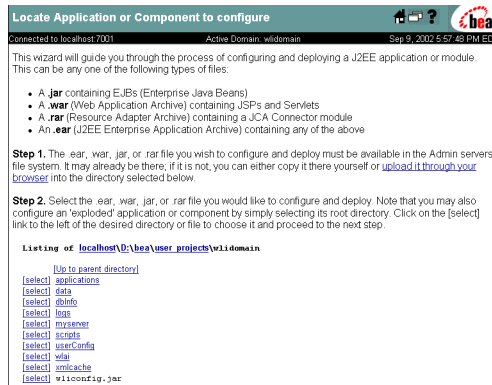 Locate Application or Component to configure
?
bea
Connected to localhost:7001 Active Domain: wlidomain Sep 9, 2002 5:57:48 PM ED
This wizard will guide you through the process of configuring and deploying a J2EE application or module.
This can be any one of the following types of files:
• A .jar containing EJBs (Enterprise Java Beans)
• A .war (Web Application Archive) containing JSPs and Servlets
• A .rar (Resource Adapter Archive) containing a JCA Connector module
• An .ear (J2EE Enterprise Application Archive) containing any of the above
Step 1. The .ear, .war, .jar, or .rar file you wish to configure and deploy must be available in the Admin servers
file system. It may already be there; if it is not, you can either copy it there yourself or upload it through your
browser into the directory selected below.
Step 2. Select the .ear, .war, .jar, or .rar file you would like to configure and deploy. Note that you may also
configure an 'exploded' application or component by simply selecting its root directory. Click on the [select]
link to the left of the desired directory or file to choose it and proceed to the next step.
Listing of localhost\D:\bea\user_projects\wlidomain
[Up to parent directory]
[select] applications
[select] data
[select] dbInfo
[select] logs
[select] myserver
[select] scripts
[select] userConfig
[select] wlai
[select] xmlcache
[select] wliconfig.jar